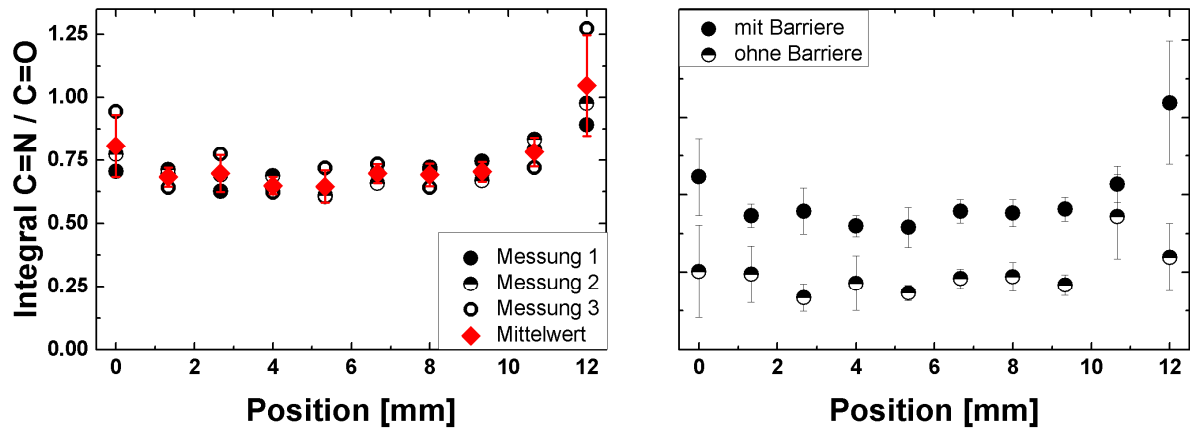 Integral C=N / C=O
1.25
1.00
0.75
0.50
0.25
0.00
0 2 4 6 8 10 12
Position [mm]
Messung 1
Messung 2
Messung 3
Mittelwert
mit Barriere
ohne Barriere
0 2 4 6 8 10 12
Position [mm]